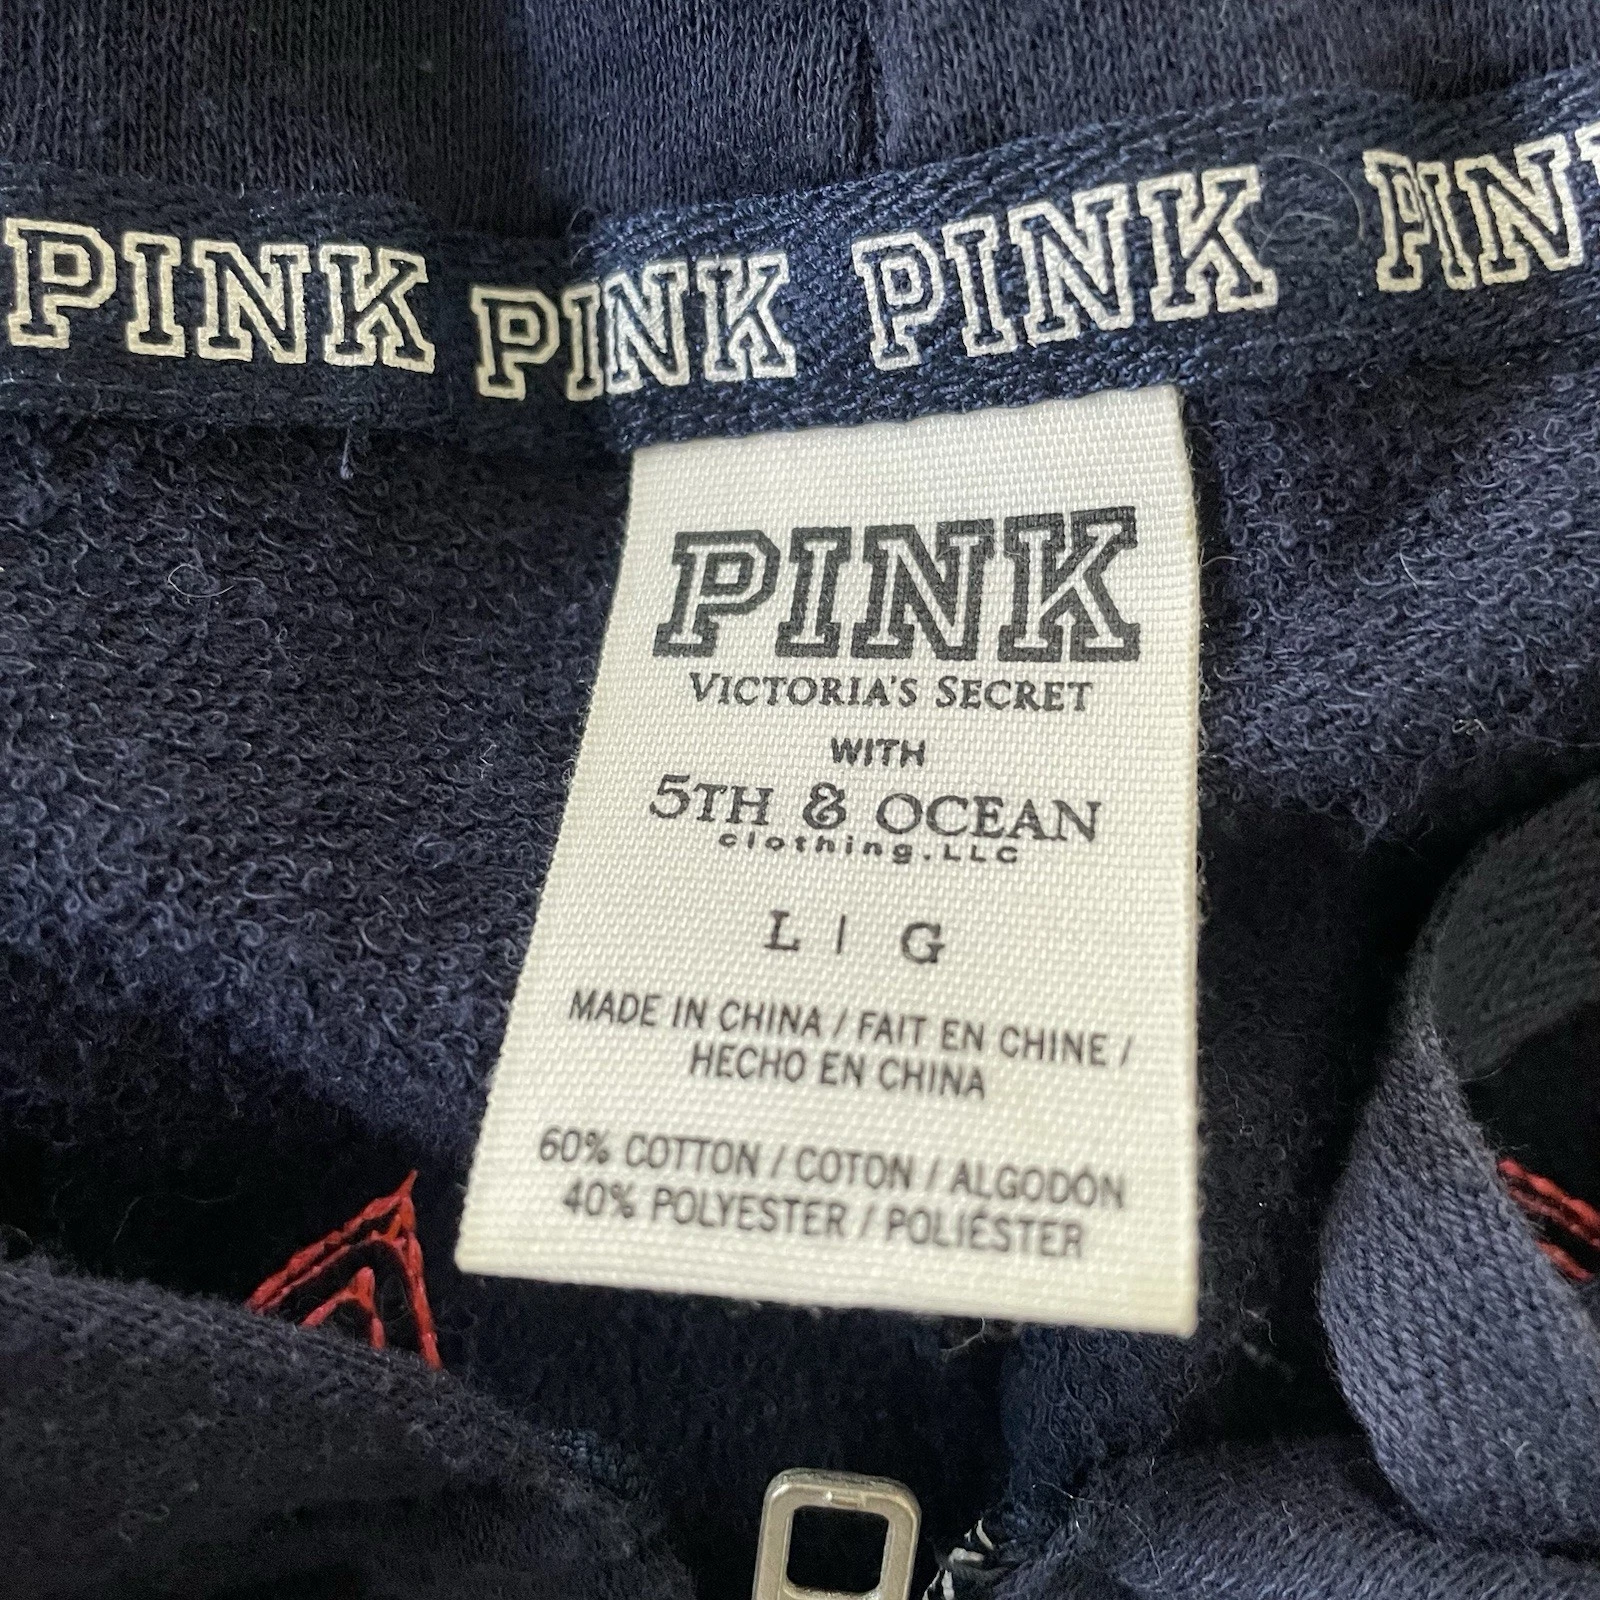 PINK PINK PINK PIN
PINK
VICTORIA'S SECRET
WITH
5TH & OCEAN
clothing.LLC
L | G
MADE IN CHINA / FAIT EN CHINE /
HECHO EN CHINA
60% COTTON / COTON / ALGODÓN
40% POLYESTER / POLIÉSTER